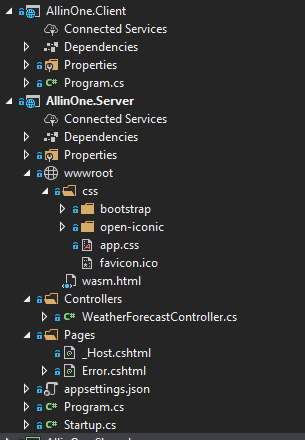 AllinOne.Client
Connected Services
Dependencies
Properties
C# Program.cs
AllinOne.Server
Connected Services
Dependencies
Properties
wwwroot
css
bootstrap
open-iconic
app.css
favicon.ico
wasm.html
Controllers
C# WeatherForecastController.cs
Pages
_Host.cshtml
Error.cshtml
appsettings.json
C# Program.cs
C# Startup.cs